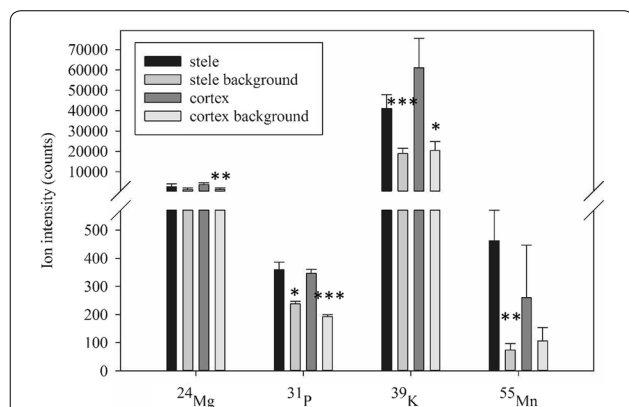 70000
60000
50000
40000
30000
20000
10000
500
400
300
200
100
0
Ion intensity (counts)
stele
stele background
cortex
cortex background
**
*
***
***
*
**
24Mg
31P
39K
55Mn